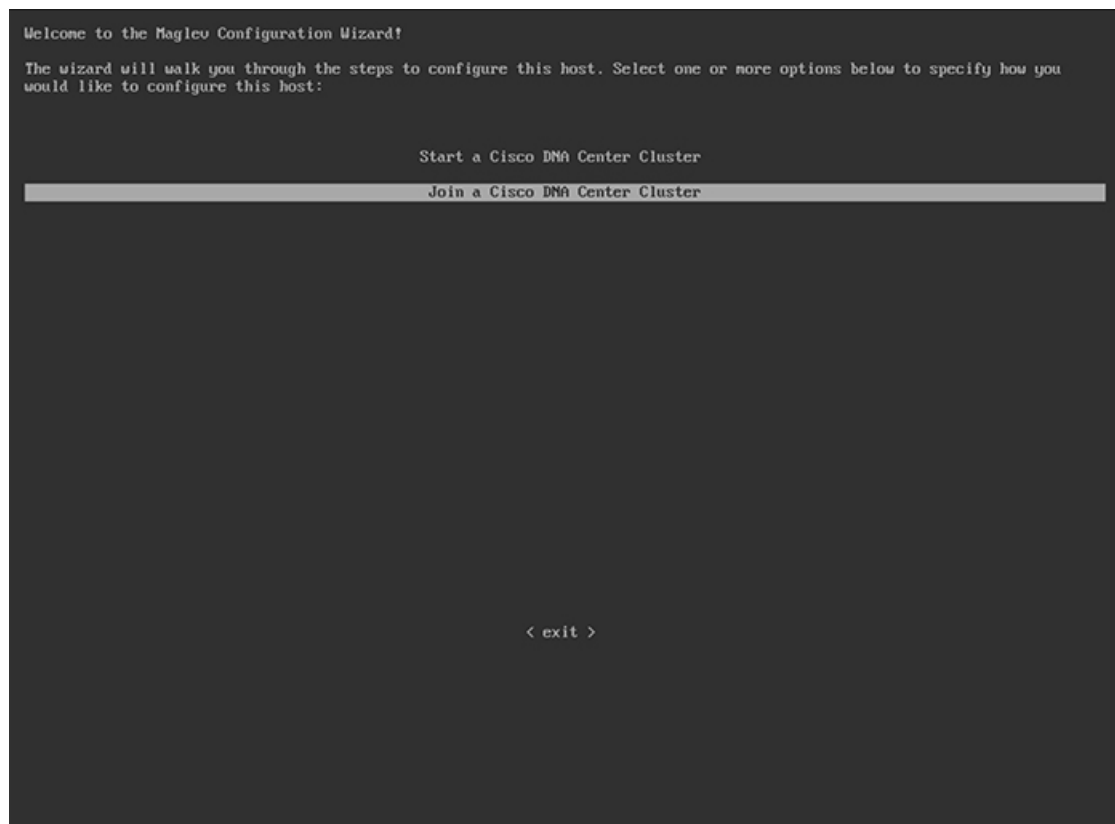 Welcome to the Maglev Configuration Wizard!
The wizard will walk you through the steps to configure this host. Select one or more options below to specify how you
would like to configure this host:
Start a Cisco DNA Center Cluster
Join a Cisco DNA Center Cluster
< exit >